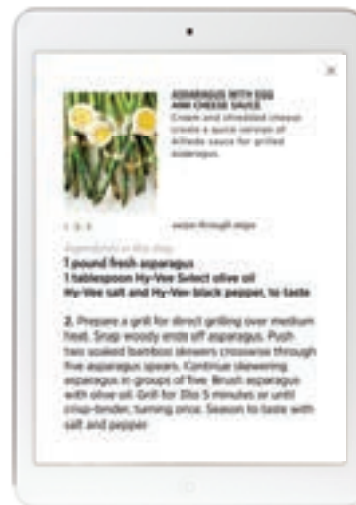 ASPARAGUS WITH EGG
AND CHEESE SAUCE
Cream and shredded cheese
create a quick version of
Alfredo sauce for grilled
asparagus.
swipe through steps
Ingredients in this step
1 pound fresh asparagus
1 tablespoon Hy-Vee Select olive oil
Hy-Vee salt and Hy-Vee black pepper, to taste
2. Prepare a grill for direct grilling over medium
heat. Snap woody ends off asparagus. Push
two soaked bamboo skewers crosswise through
five asparagus spears. Continue skewering
asparagus in groups of five. Brush asparagus
with olive oil. Grill for 3to 5 minutes or until
crisp-tender, turning once. Season to taste with
salt and pepper.